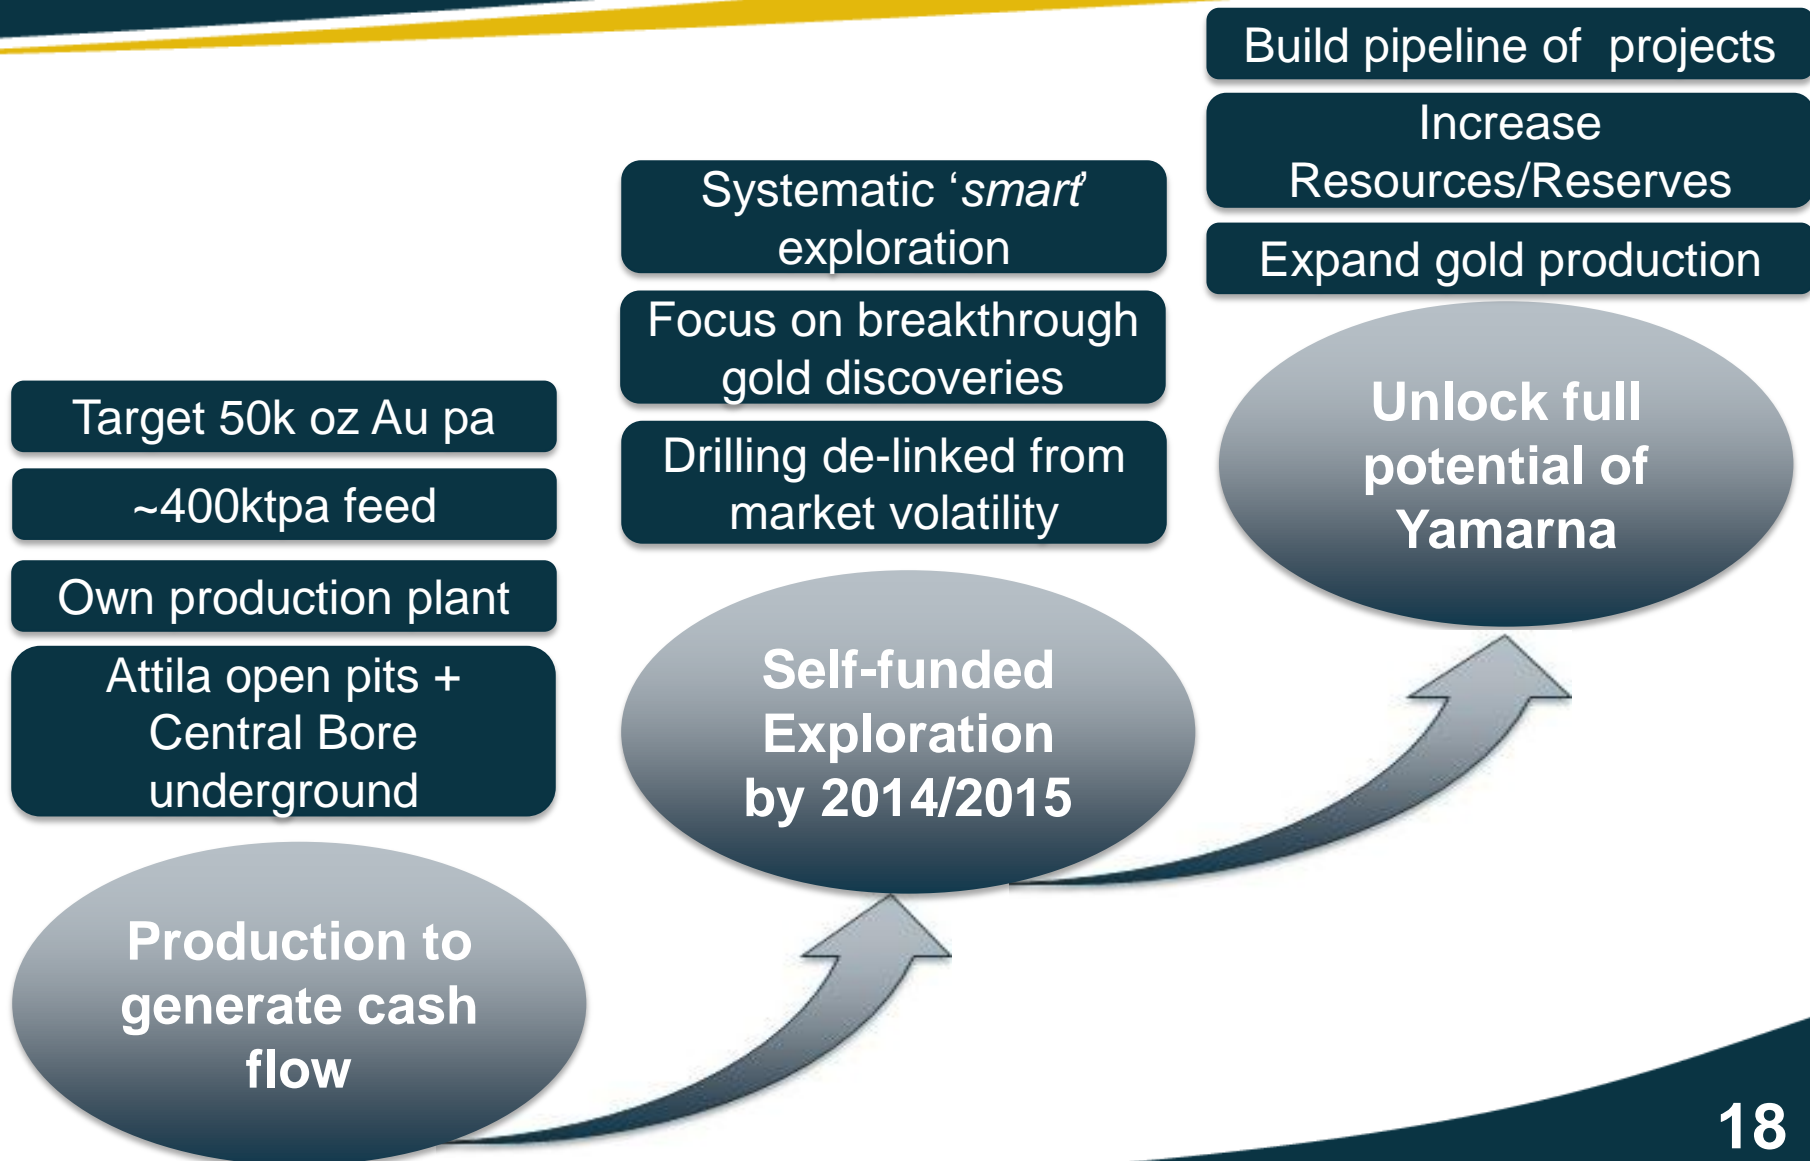 Target 50k oz Au pa
~400ktpa feed
Own production plant
Attila open pits +
Central Bore
underground
Production to
generate cash
flow
Systematic ‘smart’
exploration
Focus on breakthrough
gold discoveries
Drilling de-linked from
market volatility
Self-funded
Exploration
by 2014/2015
Build pipeline of projects
Increase
Resources/Reserves
Expand gold production
Unlock full
potential of
Yamarna
18